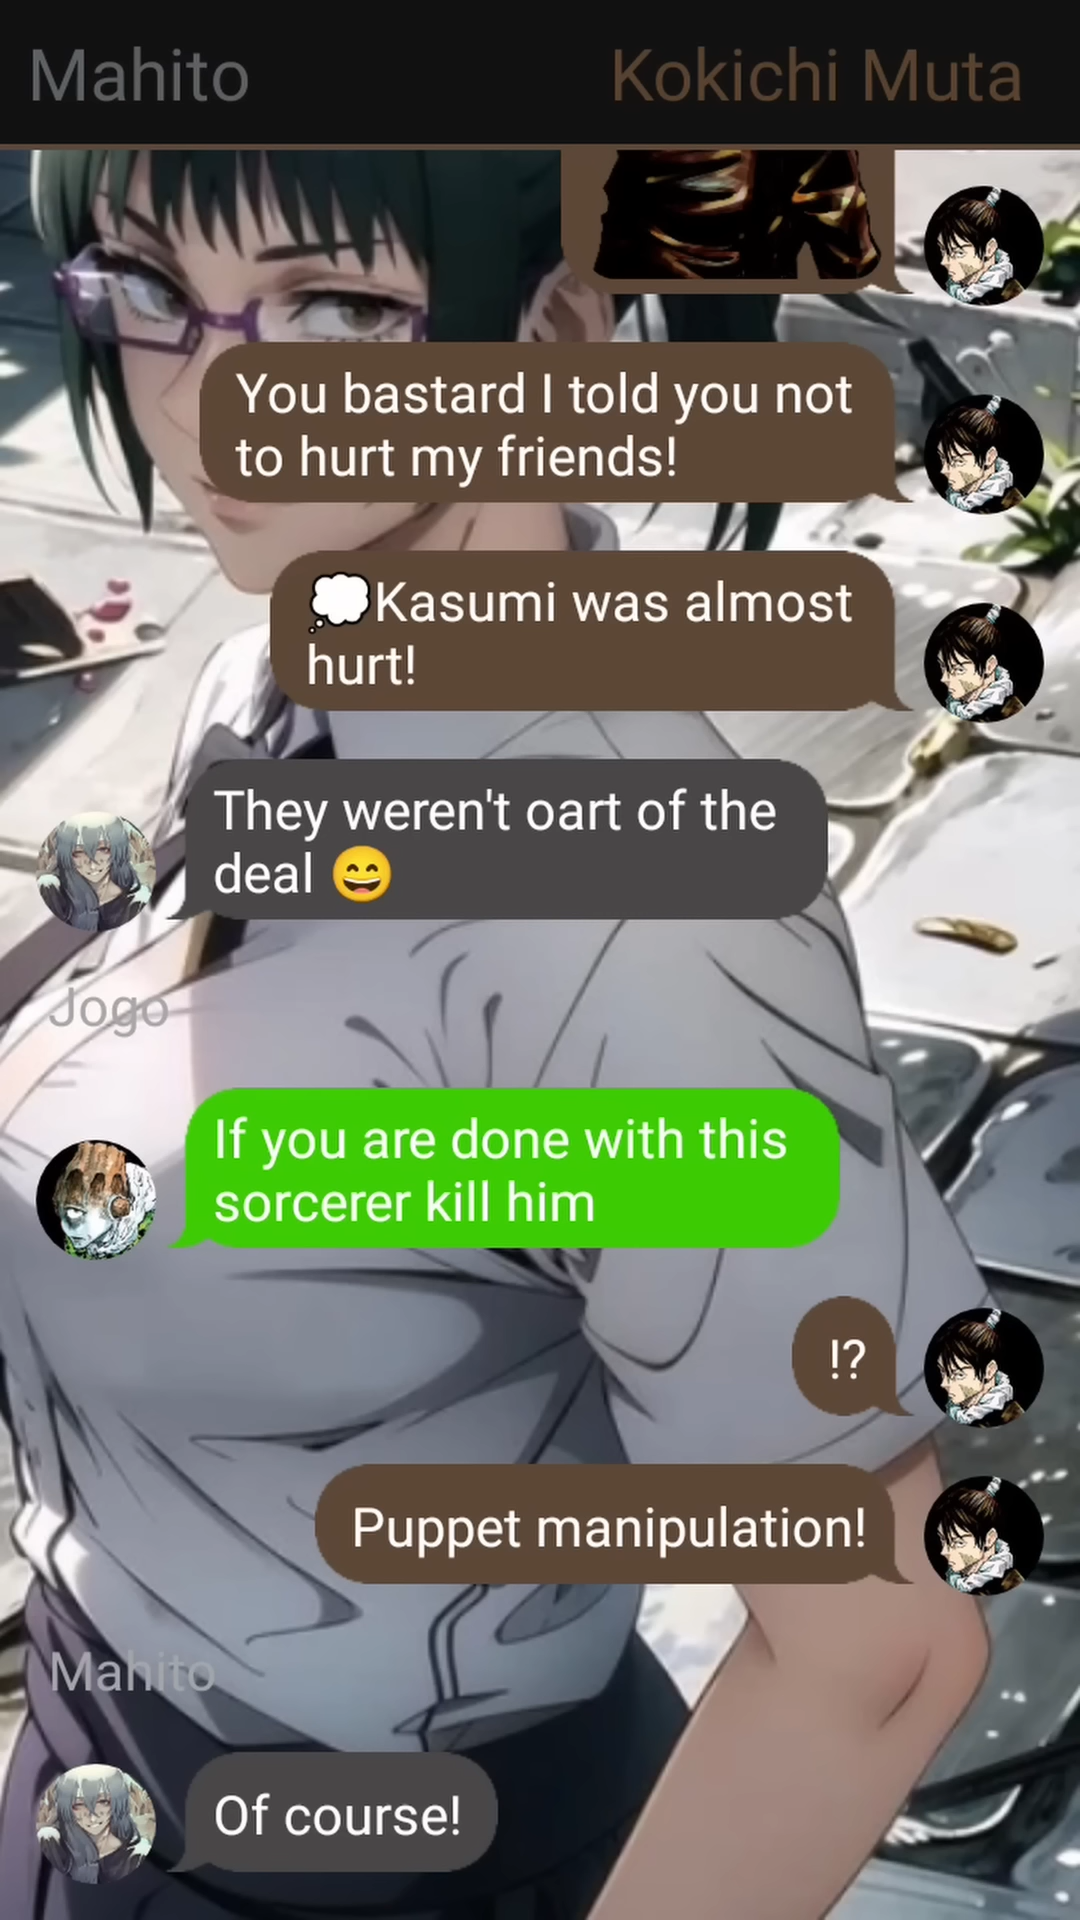 Mahito
Kokichi Muta
You bastard I told you not
to hurt my friends!
💭Kasumi was almost
hurt!
They weren't oart of the
deal 😄
Jogo
If you are done with this
sorcerer kill him
!?
Puppet manipulation!
Mahito
Of course!